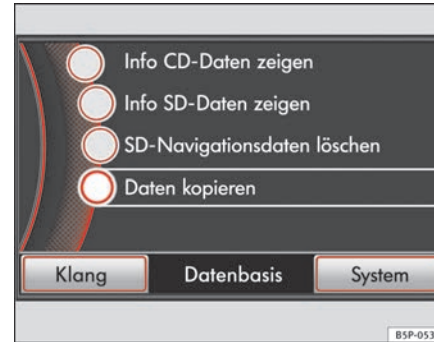 Info CD-Daten zeigen
Info SD-Daten zeigen
SD-Navigationsdaten löschen
Daten kopieren
Klang Datenbasis System
B5P-053